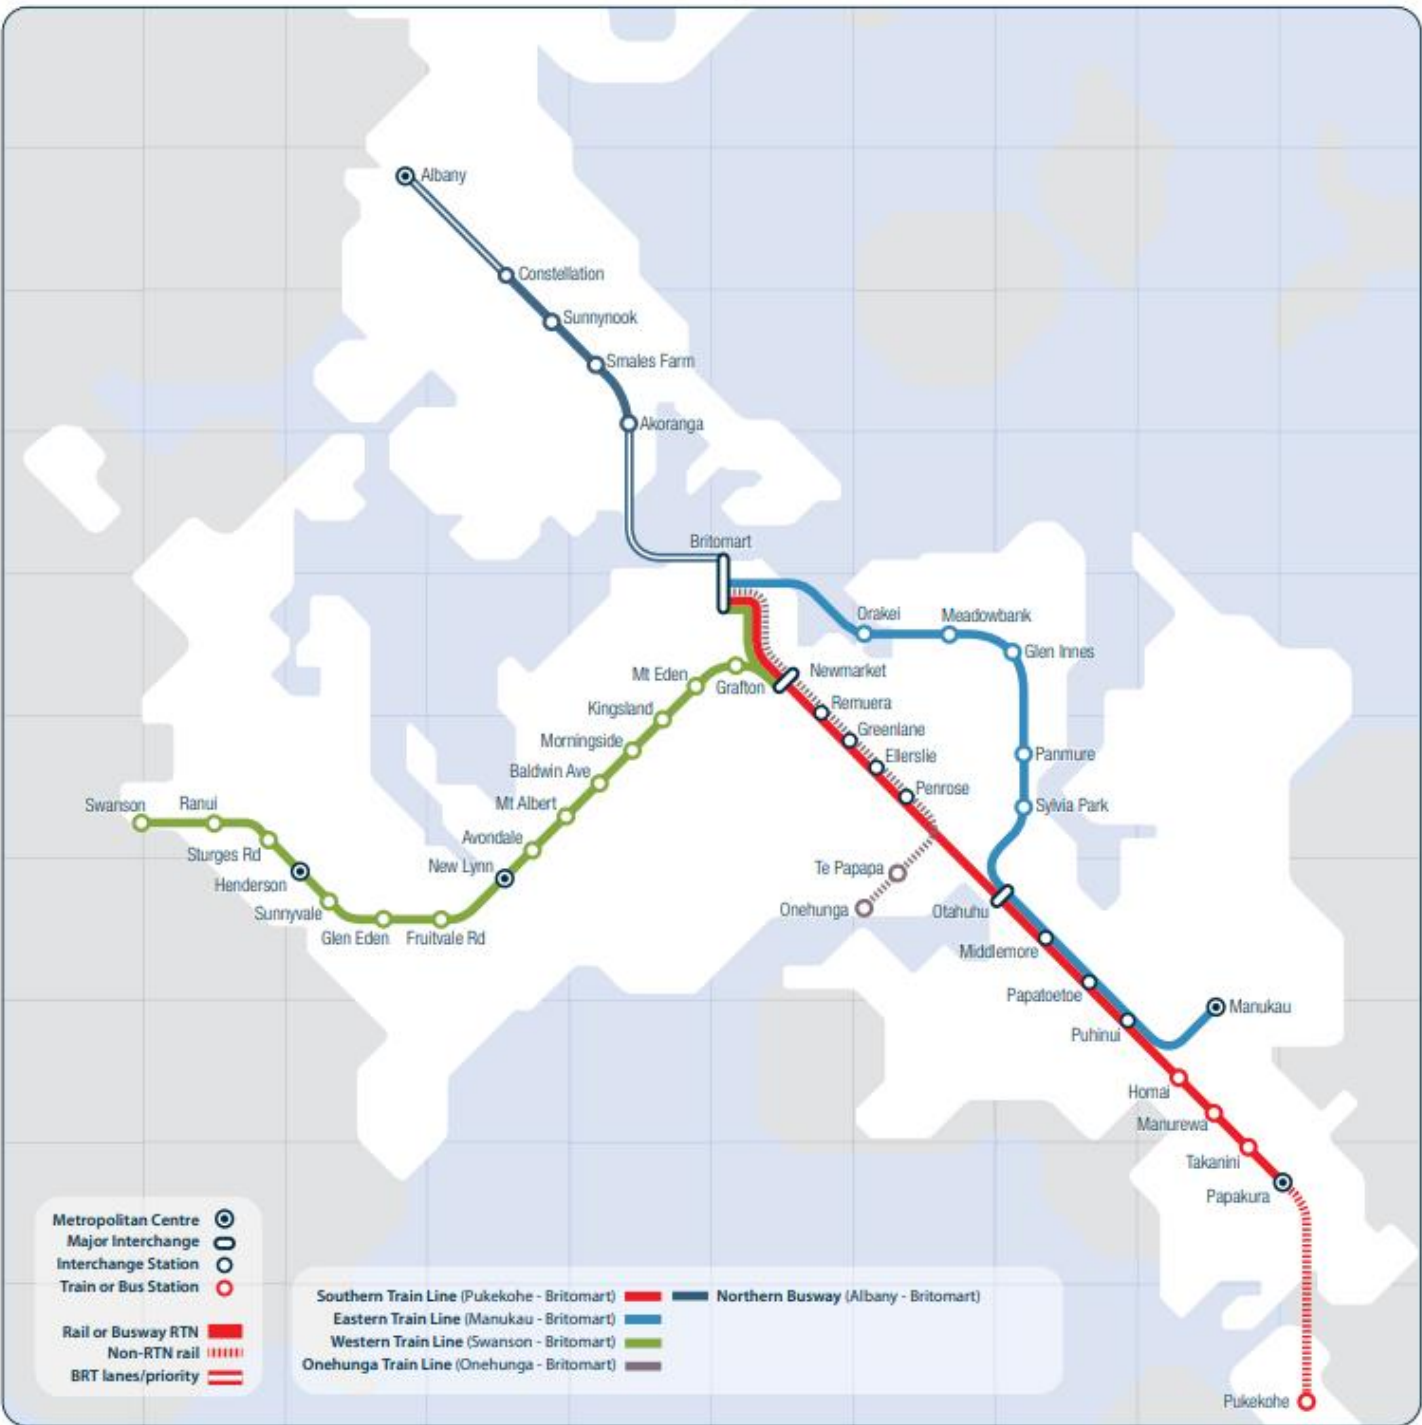 Albany
Constellation
Sunnynook
Smales Farm
Akoranga
Britomart
Orakei
Meadowbank
Glen Innes
Mt Eden
Grafton
Newmarket
Kingsland
Remuera
Greenlane
Morningside
Ellerslie
Panmure
Baldwin Ave
Penrose
Swanson
Ranui
Mt Albert
Sylvia Park
Avondale
Sturges Rd
New Lynn
Te Papapa
Henderson
Onehunga
Otahuhu
Sunnyvale
Glen Eden
Fruitvale Rd
Middlemore
Papatoetoe
Manukau
Puhinui
Homai
Manurewa
Takanini
Papakura
Pukekohe
Metropolitan Centre
Major Interchange
Interchange Station
Train or Bus Station
Rail or Busway RTN
Non-RTN rail
BRT lanes/priority
Southern Train Line (Pukekohe - Britomart)
Eastern Train Line (Manukau - Britomart)
Western Train Line (Swanson - Britomart)
Onehunga Train Line (Onehunga - Britomart)
Northern Busway (Albany - Britomart)